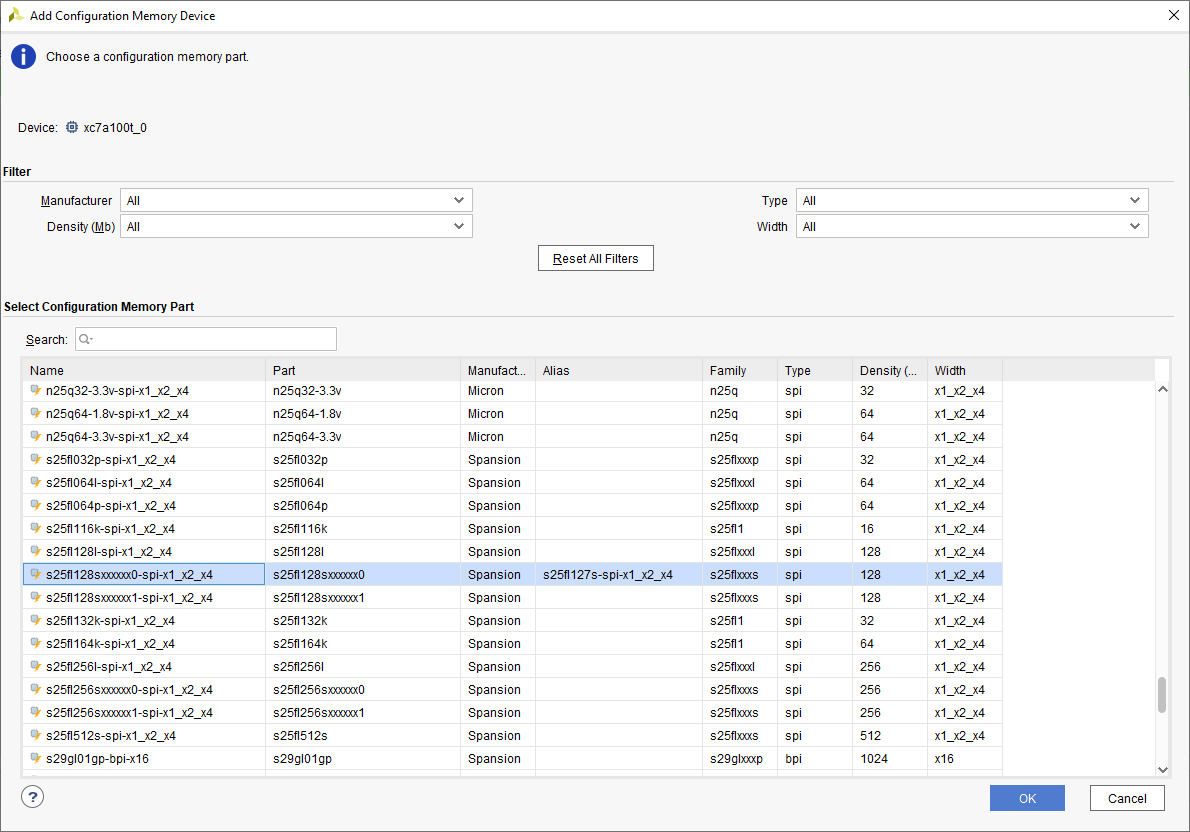 Add Configuration Memory Device
Choose a configuration memory part.
Device: xc7a100t_0
Filter
Manufacturer All Type All
Density (Mb) All Width All
Reset All Filters
Select Configuration Memory Part
Search:
Name Part Manufact... Alias Family Type Density (... Width
n25q32-3.3v-spi-x1_x2_x4 n25q32-3.3v Micron n25q spi 32 x1_x2_x4
n25q64-1.8v-spi-x1_x2_x4 n25q64-1.8v Micron n25q spi 64 x1_x2_x4
n25q64-3.3v-spi-x1_x2_x4 n25q64-3.3v Micron n25q spi 64 x1_x2_x4
s25fl032p-spi-x1_x2_x4 s25fl032p Spansion s25flxxxp spi 32 x1_x2_x4
s25fl064l-spi-x1_x2_x4 s25fl064l Spansion s25flxxxl spi 64 x1_x2_x4
s25fl064p-spi-x1_x2_x4 s25fl064p Spansion s25flxxxp spi 64 x1_x2_x4
s25fl116k-spi-x1_x2_x4 s25fl116k Spansion s25fl1 spi 16 x1_x2_x4
s25fl128l-spi-x1_x2_x4 s25fl128l Spansion s25flxxxl spi 128 x1_x2_x4
s25fl128sxxxxxx0-spi-x1_x2_x4 s25fl128sxxxxxx0 Spansion s25fl127s-spi-x1_x2_x4 s25flxxxs spi 128 x1_x2_x4
s25fl128sxxxxxx1-spi-x1_x2_x4 s25fl128sxxxxxx1 Spansion s25flxxxs spi 128 x1_x2_x4
s25fl132k-spi-x1_x2_x4 s25fl132k Spansion s25fl1 spi 32 x1_x2_x4
s25fl164k-spi-x1_x2_x4 s25fl164k Spansion s25fl1 spi 64 x1_x2_x4
s25fl256l-spi-x1_x2_x4 s25fl256l Spansion s25flxxxl spi 256 x1_x2_x4
s25fl256sxxxxxx0-spi-x1_x2_x4 s25fl256sxxxxxx0 Spansion s25flxxxs spi 256 x1_x2_x4
s25fl256sxxxxxx1-spi-x1_x2_x4 s25fl256sxxxxxx1 Spansion s25flxxxs spi 256 x1_x2_x4
s25fl512s-spi-x1_x2_x4 s25fl512s Spansion s25flxxxs spi 512 x1_x2_x4
s29gl01gp-bpi-x16 s29gl01gp Spansion s29glxxxp bpi 1024 x16
? OK Cancel